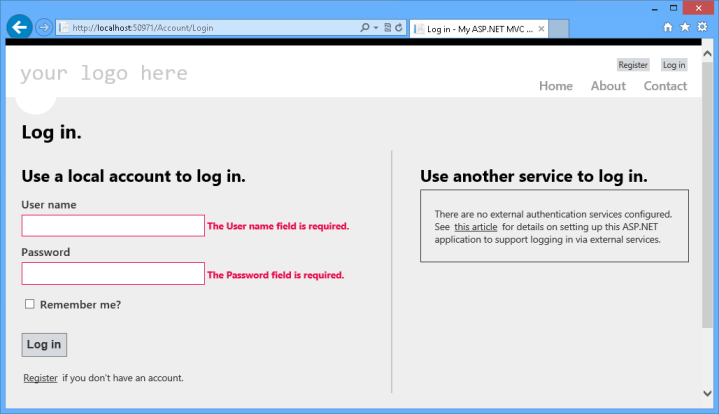 http://localhost:50971/Account/Login
Log in - My ASP.NET MVC ...
your logo here
Register Log in
Home About Contact
Log in.
Use a local account to log in.
User name
The User name field is required.
Password
The Password field is required.
Remember me?
Log in
Register if you don't have an account.
Use another service to log in.
There are no external authentication services configured.
See this article for details on setting up this ASP.NET
application to support logging in via external services.